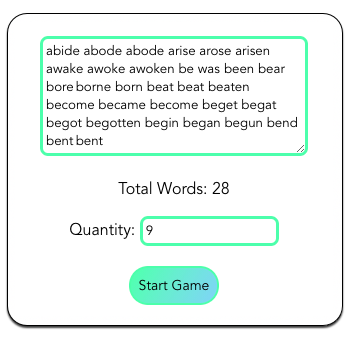 abide abode abode arise arose arisen
awake awoke awoken be was been bear
bore borne born beat beat beaten
become became become beget begat
begot begotten begin began begun bend
bent bent
Total Words: 28
Quantity: 9
Start Game